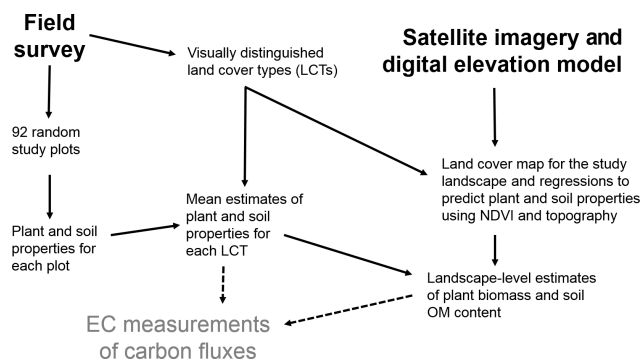 Field
survey
Visually distinguished
land cover types (LCTs)
Satellite imagery and
digital elevation model
92 random
study plots
Land cover map for the study
landscape and regressions to
predict plant and soil properties
using NDVI and topography
Plant and soil
properties for
each plot
Mean estimates of
plant and soil
properties for
each LCT
Landscape-level estimates
of plant biomass and soil
OM content
EC measurements
of carbon fluxes